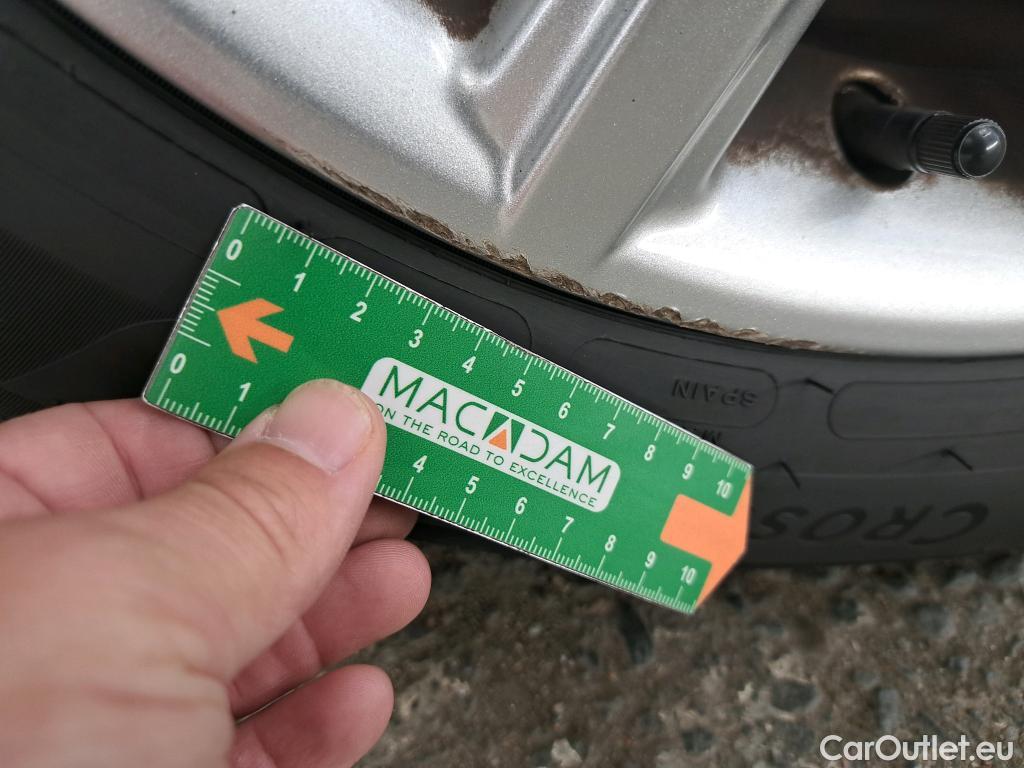 0 1 2 3 4 5 6 7 8 9 10
MACADAM
ON THE ROAD TO EXCELLENCE
0 1 4 5 6 7 8 9 10
SPAIN
CROS
CarOutlet.eu